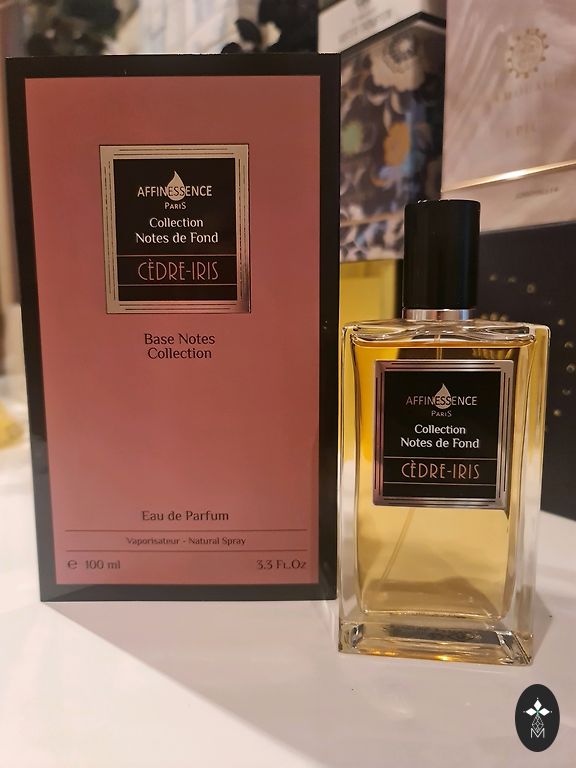 AFFINESSENCE
PARIS
Collection
Notes de Fond
CÈDRE-IRIS
Base Notes
Collection
Eau de Parfum
Vaporisateur - Natural Spray
℮ 100 ml 3.3 Fl.Oz
AFFINESSENCE
PARIS
Collection
Notes de Fond
CÈDRE-IRIS